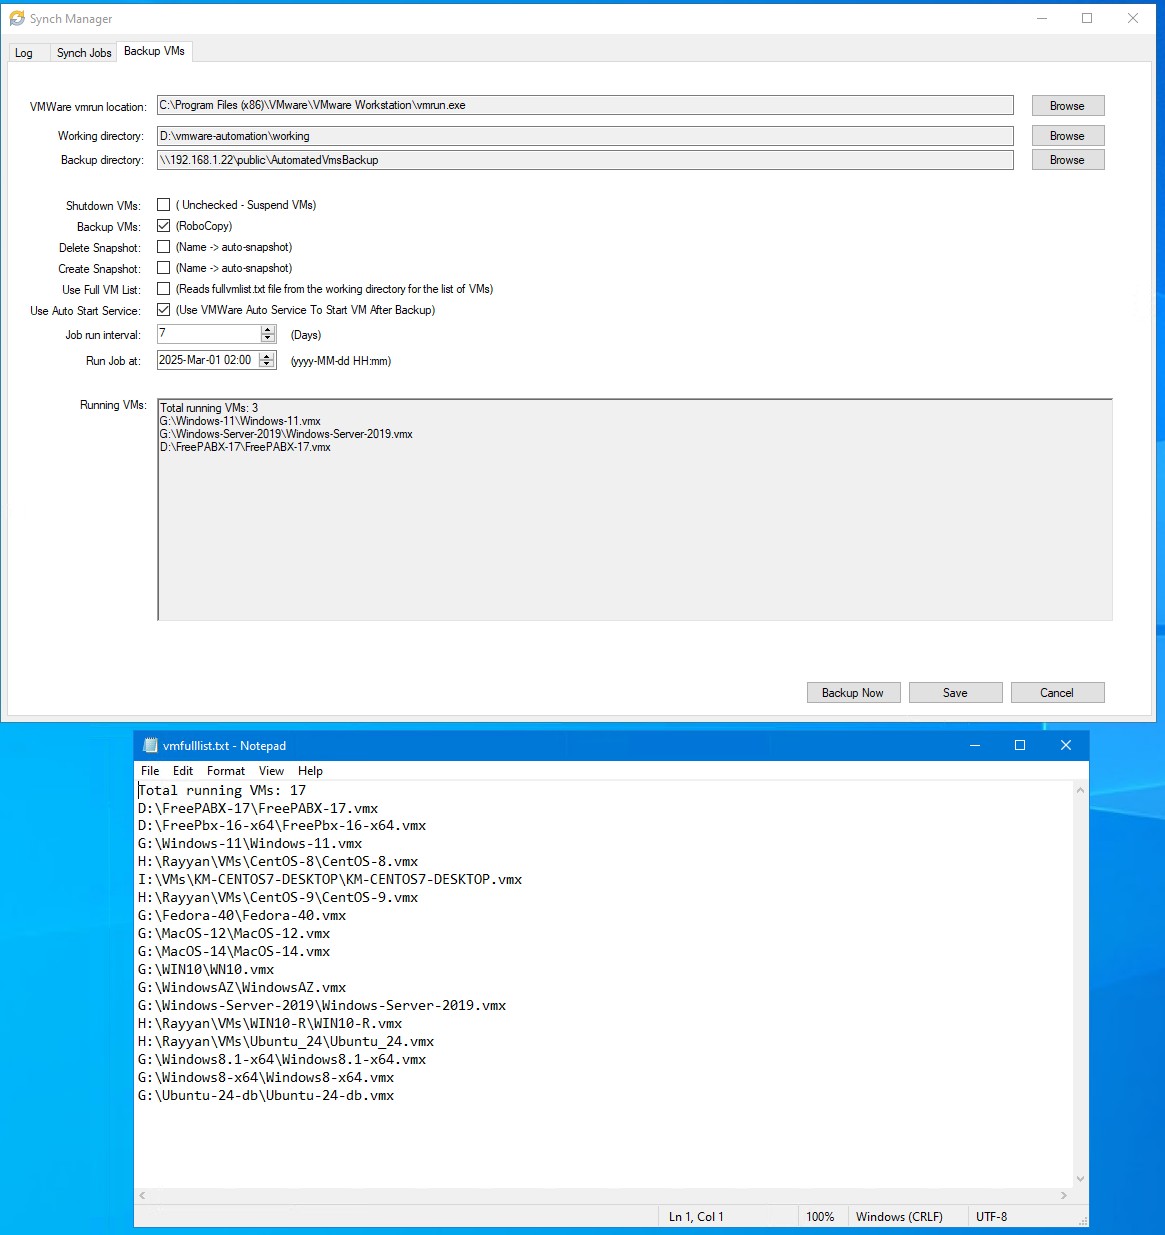 Synch Manager
Log Synch Jobs Backup VMs
VMWare vmrun location: C:\Program Files (x86)\VMware\VMware Workstation\vmrun.exe Browse
Working directory: D:\vmware-automation\working Browse
Backup directory: \\192.168.1.22\public\AutomatedVmsBackup Browse
Shutdown VMs: ( Unchecked - Suspend VMs)
Backup VMs: (RoboCopy)
Delete Snapshot: (Name -> auto-snapshot)
Create Snapshot: (Name -> auto-snapshot)
Use Full VM List: (Reads fullvmlist.txt file from the working directory for the list of VMs)
Use Auto Start Service: (Use VMWare Auto Service To Start VM After Backup)
Job run interval: 7 (Days)
Run Job at: 2025-Mar-01 02:00 (yyyy-MM-dd HH:mm)
Running VMs: Total running VMs: 3
G:\Windows-11\Windows-11.vmx
G:\Windows-Server-2019\Windows-Server-2019.vmx
D:\FreePABX-17\FreePABX-17.vmx
Backup Now Save Cancel
vmfulllist.txt - Notepad
File Edit Format View Help
Total running VMs: 17
D:\FreePABX-17\FreePABX-17.vmx
D:\FreePbx-16-x64\FreePbx-16-x64.vmx
G:\Windows-11\Windows-11.vmx
H:\Rayyan\VMs\CentOS-8\CentOS-8.vmx
I:\VMs\KM-CENTOS7-DESKTOP\KM-CENTOS7-DESKTOP.vmx
H:\Rayyan\VMs\CentOS-9\CentOS-9.vmx
G:\Fedora-40\Fedora-40.vmx
G:\MacOS-12\MacOS-12.vmx
G:\MacOS-14\MacOS-14.vmx
G:\WIN10\WN10.vmx
G:\WindowsAZ\WindowsAZ.vmx
G:\Windows-Server-2019\Windows-Server-2019.vmx
H:\Rayyan\VMs\WIN10-R\WIN10-R.vmx
H:\Rayyan\VMs\Ubuntu_24\Ubuntu_24.vmx
G:\Windows8.1-x64\Windows8.1-x64.vmx
G:\Windows8-x64\Windows8-x64.vmx
G:\Ubuntu-24-db\Ubuntu-24-db.vmx
Ln 1, Col 1 100% Windows (CRLF) UTF-8